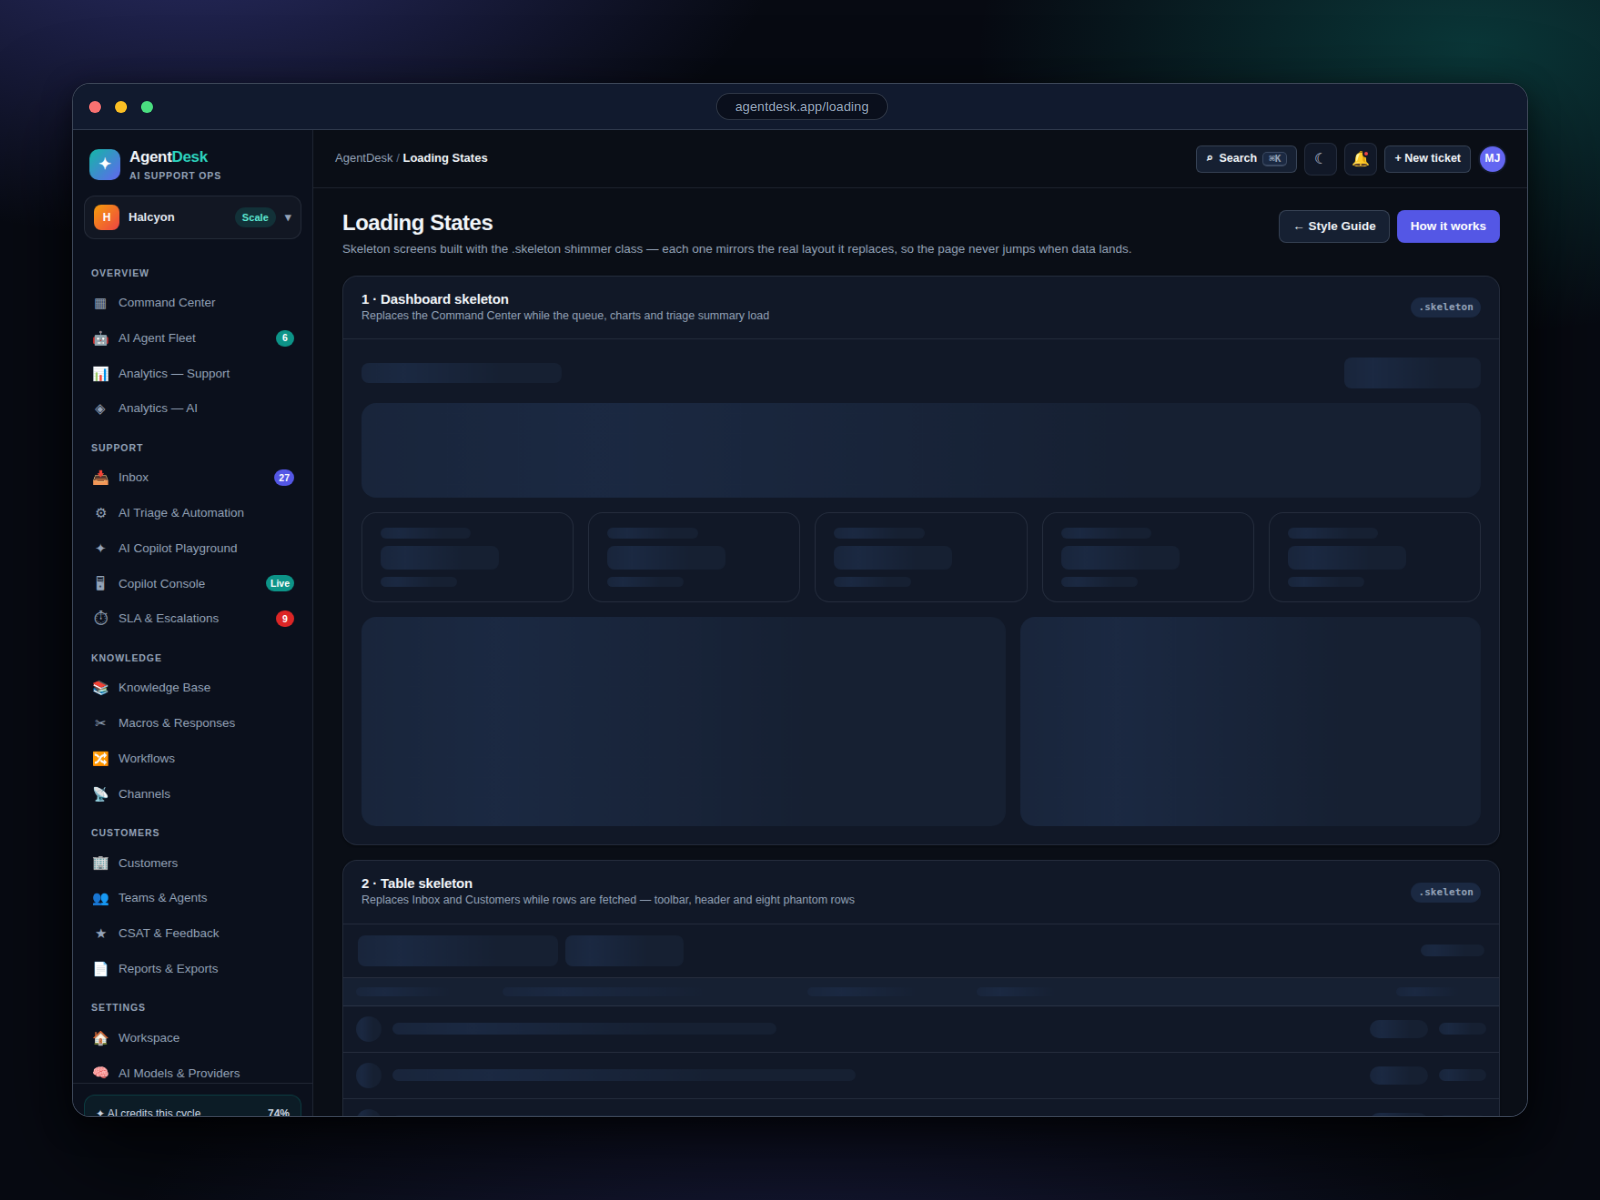 agentdesk.app/loading
AgentDesk
AI SUPPORT OPS
H Halcyon Scale
OVERVIEW
Command Center
AI Agent Fleet 6
Analytics — Support
Analytics — AI
SUPPORT
Inbox 27
AI Triage & Automation
AI Copilot Playground
Copilot Console Live
SLA & Escalations 9
KNOWLEDGE
Knowledge Base
Macros & Responses
Workflows
Channels
CUSTOMERS
Customers
Teams & Agents
CSAT & Feedback
Reports & Exports
SETTINGS
Workspace
AI Models & Providers
AI credits this cycle 74%
AgentDesk / Loading States
Search ⌘K
+ New ticket
MJ
Loading States
Skeleton screens built with the .skeleton shimmer class — each one mirrors the real layout it replaces, so the page never jumps when data lands.
← Style Guide
How it works
1 · Dashboard skeleton
Replaces the Command Center while the queue, charts and triage summary load
.skeleton
2 · Table skeleton
Replaces Inbox and Customers while rows are fetched — toolbar, header and eight phantom rows
.skeleton